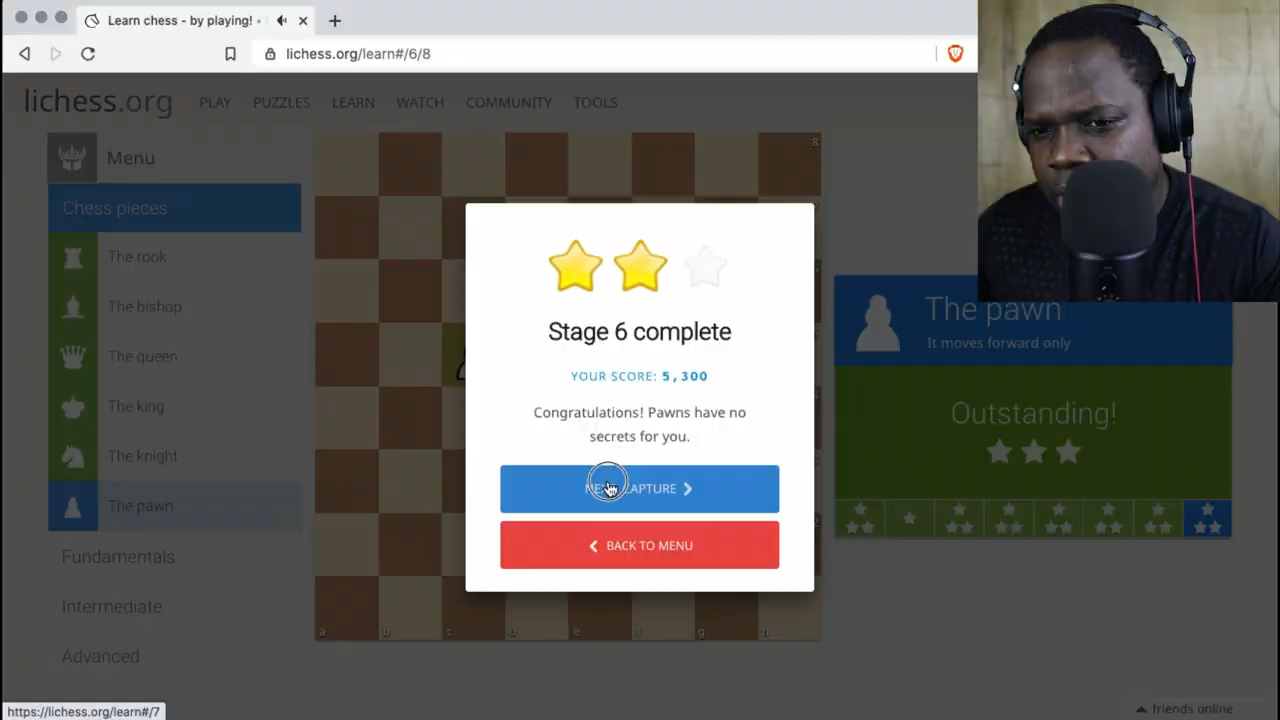 Learn chess - by playing! •
lichess.org/learn#/6/8
lichess.org PLAY PUZZLES LEARN WATCH COMMUNITY TOOLS
Menu
Chess pieces
The rook
The bishop
The queen
The king
The knight
The pawn
Fundamentals
Intermediate
Advanced
8
a b c d e f g h
Stage 6 complete
YOUR SCORE: 5,300
Congratulations! Pawns have no
secrets for you.
NEXT: CAPTURE
BACK TO MENU
The pawn
It moves forward only
Outstanding!
friends online
https://lichess.org/learn#/7